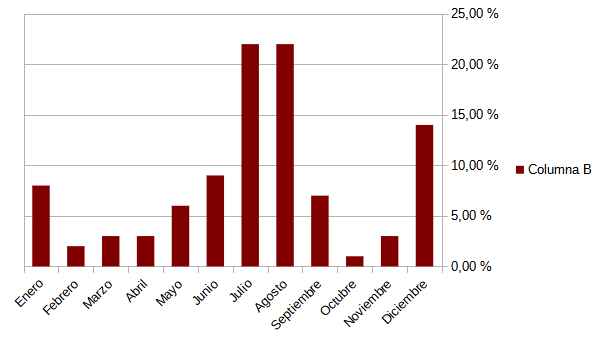 25,00 %
20,00 %
15,00 %
10,00 %
5,00 %
0,00 %
Columna B
Enero
Febrero
Marzo
Abril
Mayo
Junio
Julio
Agosto
Septiembre
Octubre
Noviembre
Diciembre